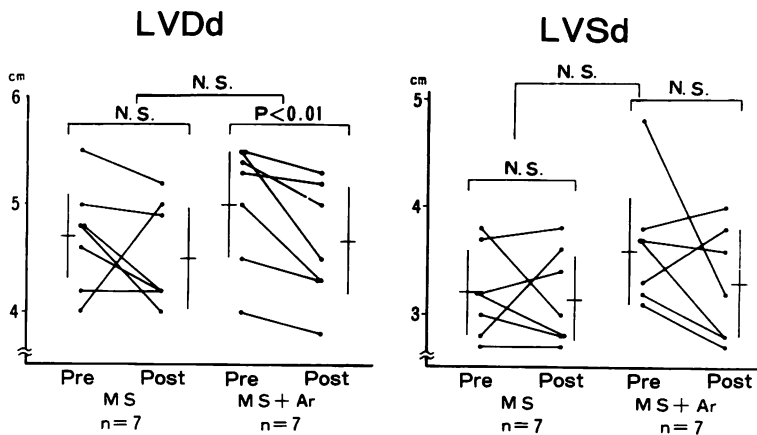 LVDd
cm
N. S.
N. S.
P<0.01
6
5
4
Pre Post Pre Post
MS MS+Ar
n=7 n=7
LVSd
cm
N. S.
N. S.
N. S.
5
4
3
Pre Post Pre Post
MS MS+Ar
n=7 n=7